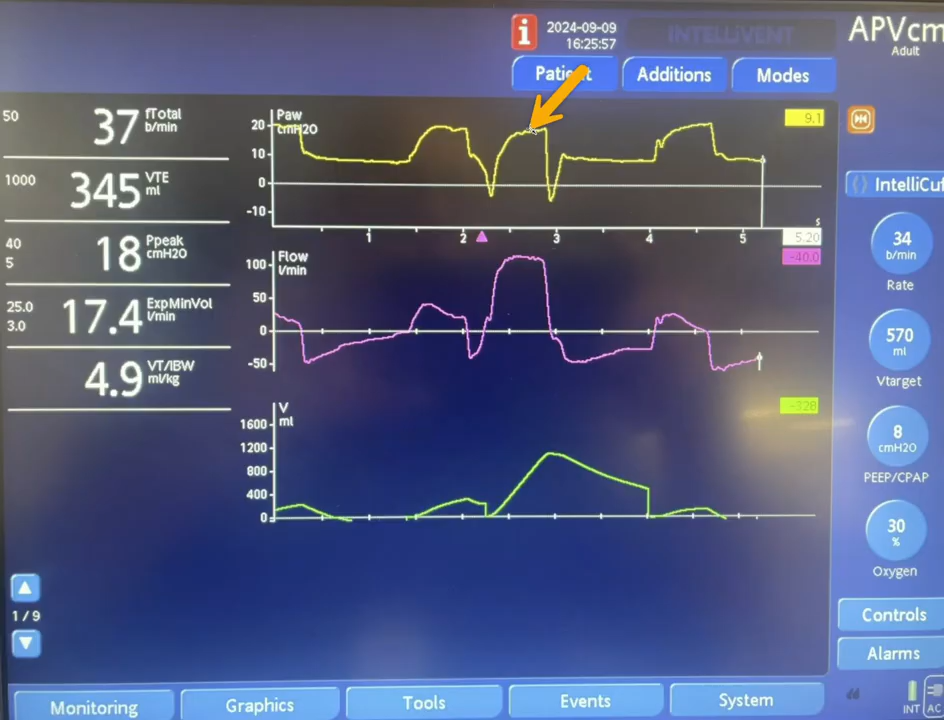 2024-09-09
16:25:57
INTELLiVENT
APVcm
Adult
Patient
Additions
Modes
50
37
fTotal
b/min
1000
345
VTE
ml
40
5
18
Ppeak
cmH2O
25.0
3.0
17.4
ExpMinVol
l/min
4.9
VT/IBW
ml/kg
Paw
cmH2O
20
10
0
-10
9.1
1
2
3
4
5
s
5.20
Flow
l/min
100
50
0
-50
-40.0
V
ml
1600
1200
800
400
0
-328
IntelliCuf
34
b/min
Rate
570
ml
Vtarget
8
cmH2O
PEEP/CPAP
30
%
Oxygen
Controls
Alarms
1/9
Monitoring
Graphics
Tools
Events
System
INT
AC